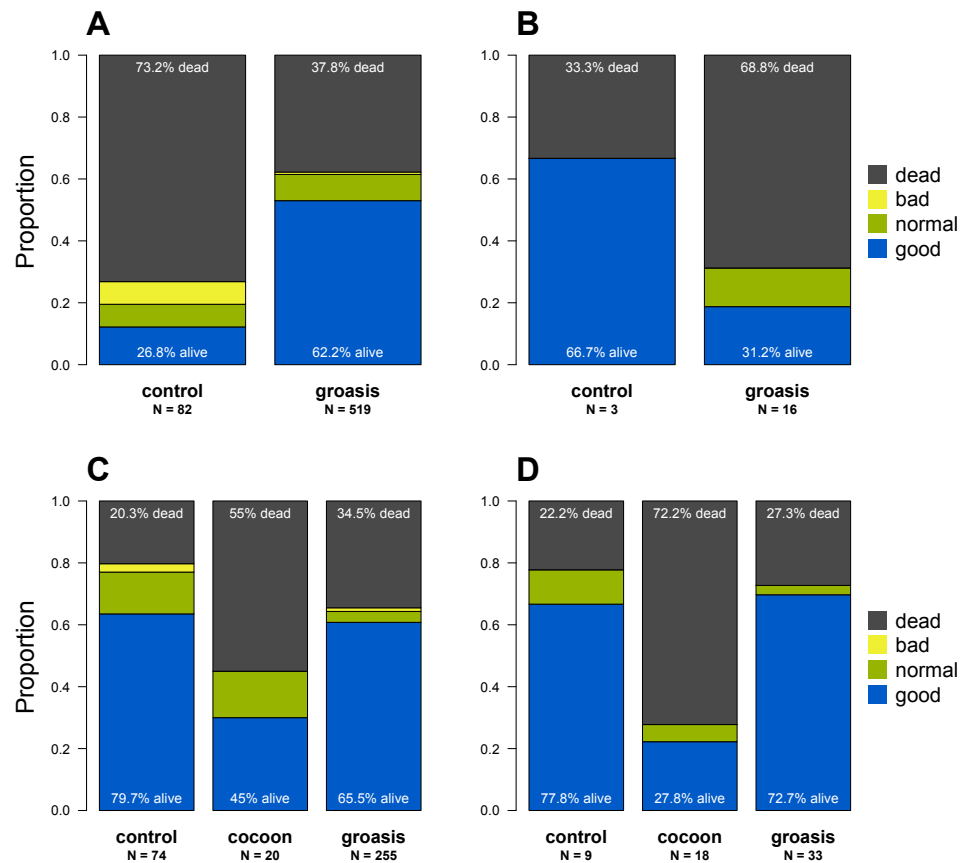 A
B
1.0
0.8
0.6
0.4
0.2
0.0
Proportion
73.2% dead
37.8% dead
26.8% alive
62.2% alive
control
N = 82
groasis
N = 519
1.0
0.8
0.6
0.4
0.2
0.0
33.3% dead
68.8% dead
66.7% alive
31.2% alive
control
N = 3
groasis
N = 16
dead
bad
normal
good
C
D
1.0
0.8
0.6
0.4
0.2
0.0
Proportion
20.3% dead
55% dead
34.5% dead
79.7% alive
45% alive
65.5% alive
control
N = 74
cocoon
N = 20
groasis
N = 255
1.0
0.8
0.6
0.4
0.2
0.0
22.2% dead
72.2% dead
27.3% dead
77.8% alive
27.8% alive
72.7% alive
control
N = 9
cocoon
N = 18
groasis
N = 33
dead
bad
normal
good